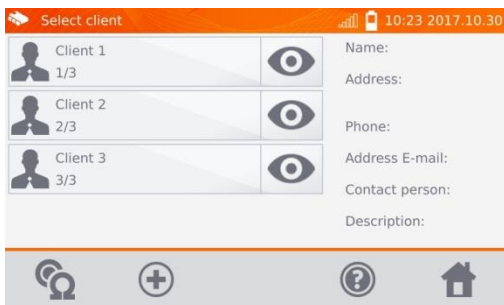 Select client
10:23 2017.10.30
Client 1
1/3
Client 2
2/3
Client 3
3/3
Name:
Address:
Phone:
Address E-mail:
Contact person:
Description: